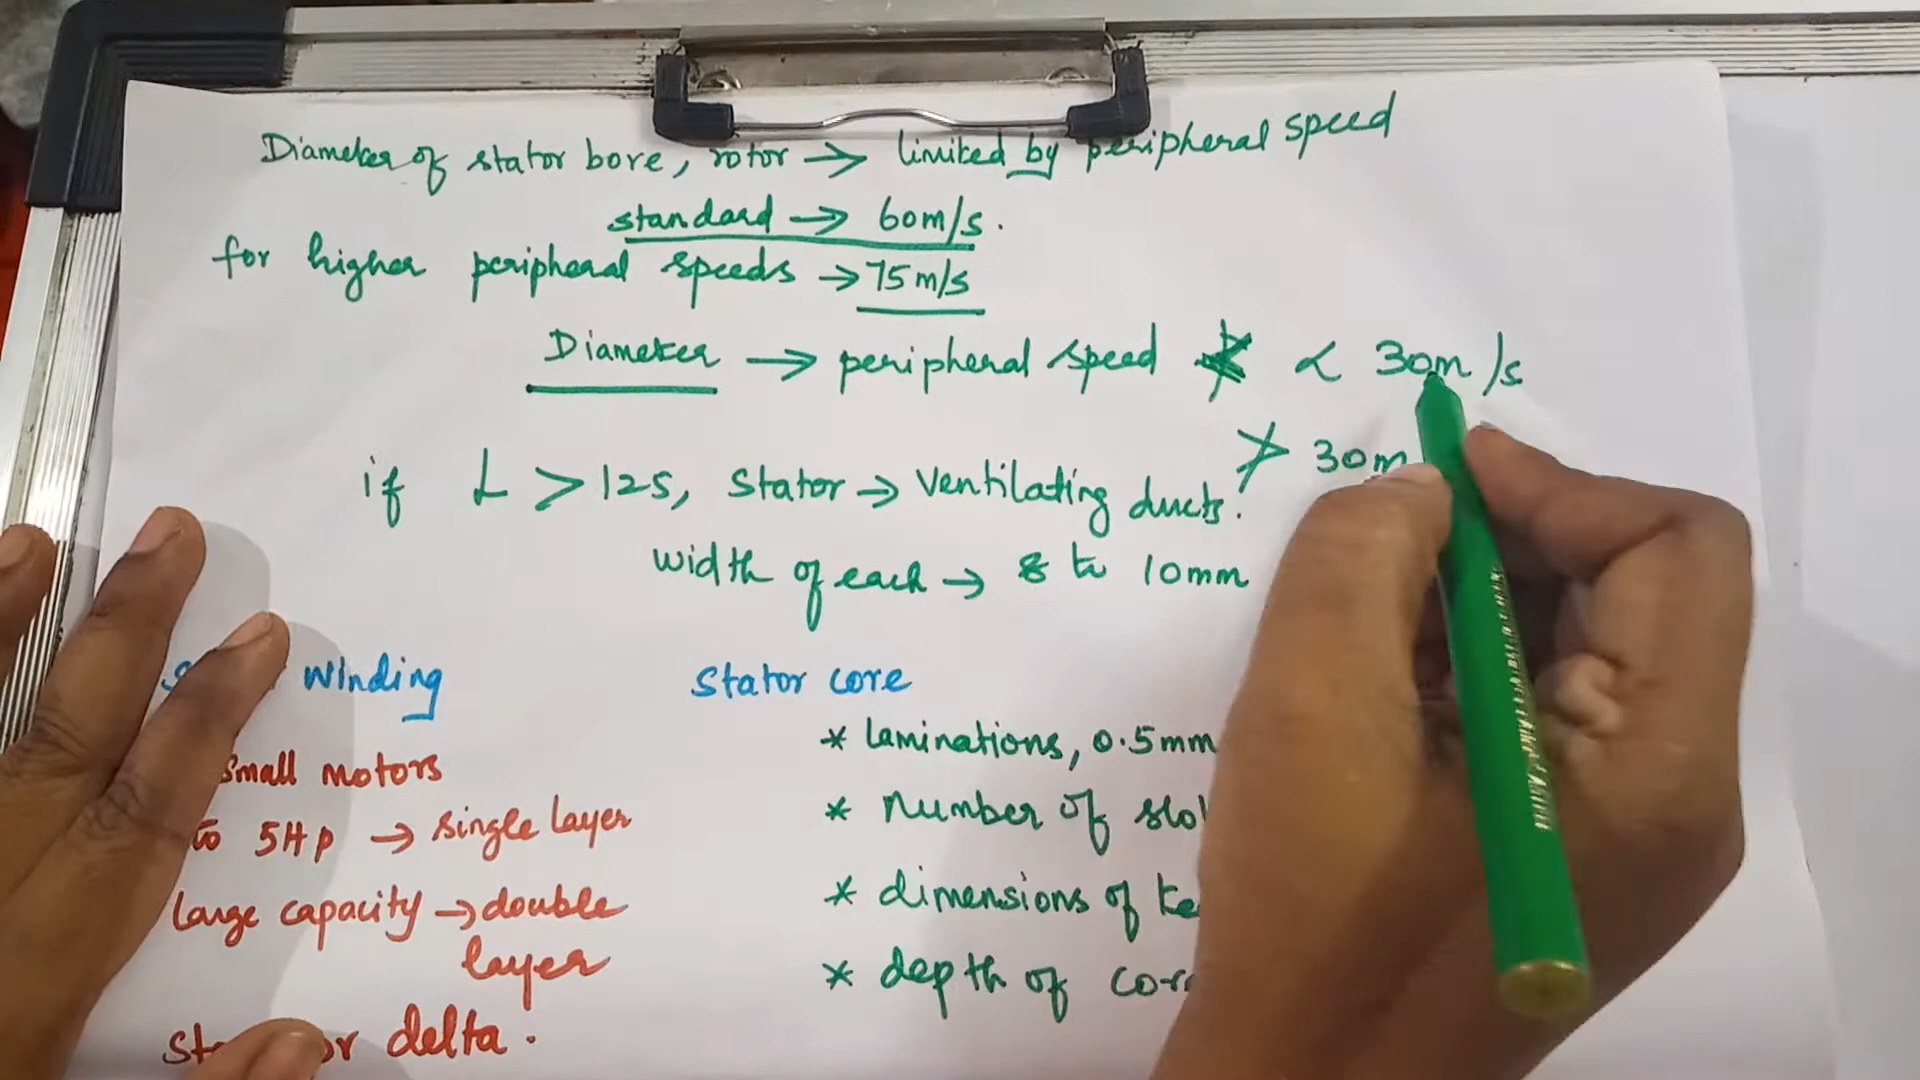 Diameter of stator bore, rotor → limited by peripheral speed
standard → 60m/s.
for higher peripheral speeds → 75m/s
Diameter → peripheral speed < 30m/s
≯ 30m
if L > 125, stator → ventilating ducts.
width of each → 8 to 10mm
winding
small motors
to 5Hp → single layer
large capacity → double
layer
delta.
stator core
* laminations, 0.5mm
* number of
* dimensions of
* depth of